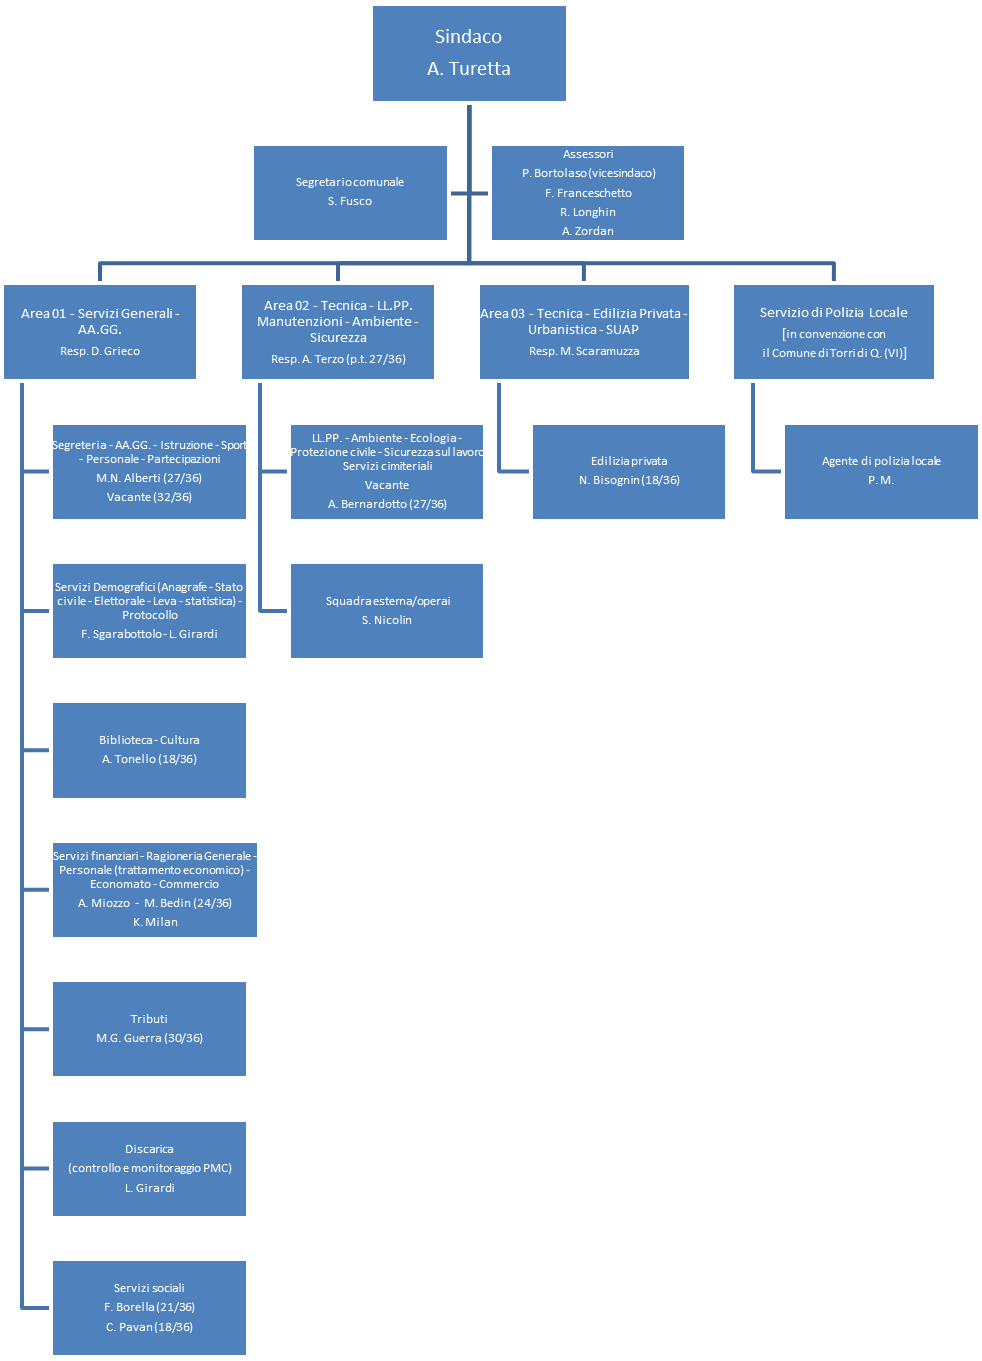 Sindaco
A. Turetta
Segretario comunale
S. Fusco
Assessori
P. Bortolaso (vicesindaco)
F. Franceschetto
R. Longhin
A. Zordan
Area 01 - Servizi Generali -
AA.GG.
Resp. D. Grieco
Area 02 - Tecnica - LL.PP.
Manutenzioni - Ambiente -
Sicurezza
Resp. A. Terzo (p.t. 27/36)
Area 03 - Tecnica - Edilizia Privata -
Urbanistica - SUAP
Resp. M. Scaramuzza
Servizio di Polizia Locale
[in convenzione con
il Comune di Torri di Q. (VI)]
Segreteria - AA.GG. - Istruzione - Sport
- Personale - Partecipazioni
M.N. Alberti (27/36)
Vacante (32/36)
LL.PP. - Ambiente - Ecologia -
Protezione civile - Sicurezza sul lavoro
Servizi cimiteriali
Vacante
A. Bernardotto (27/36)
Edilizia privata
N. Bisognin (18/36)
Agente di polizia locale
P. M.
Servizi Demografici (Anagrafe - Stato
civile - Elettorale - Leva - statistica) -
Protocollo
F. Sgarabottolo - L. Girardi
Squadra esterna/operai
S. Nicolin
Biblioteca - Cultura
A. Tonello (18/36)
Servizi finanziari - Ragioneria Generale -
Personale (trattamento economico) -
Economato - Commercio
A. Miozzo - M. Bedin (24/36)
K. Milan
Tributi
M.G. Guerra (30/36)
Discarica
(controllo e monitoraggio PMC)
L. Girardi
Servizi sociali
F. Borella (21/36)
C. Pavan (18/36)